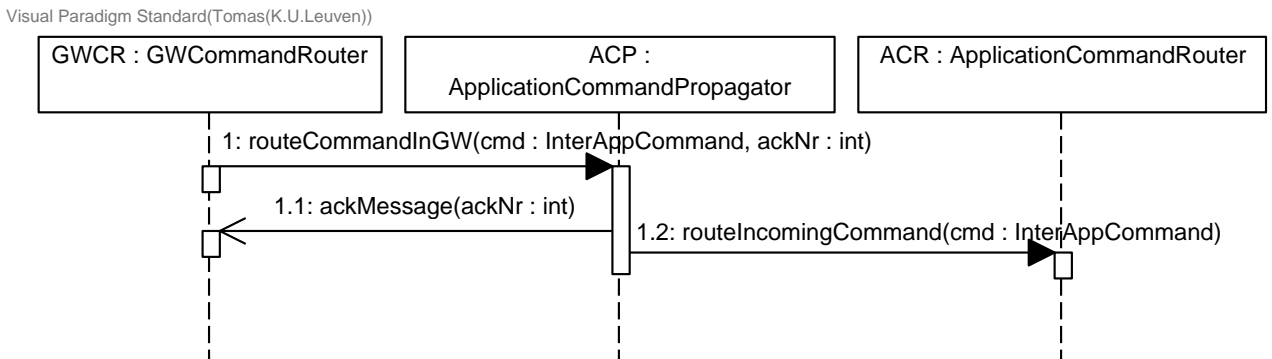 Visual Paradigm Standard(Tomas(K.U.Leuven))
GWCR : GWCommandRouter
ACP :
ApplicationCommandPropagator
ACR : ApplicationCommandRouter
1: routeCommandInGW(cmd : InterAppCommand, ackNr : int)
1.1: ackMessage(ackNr : int)
1.2: routeIncomingCommand(cmd : InterAppCommand)